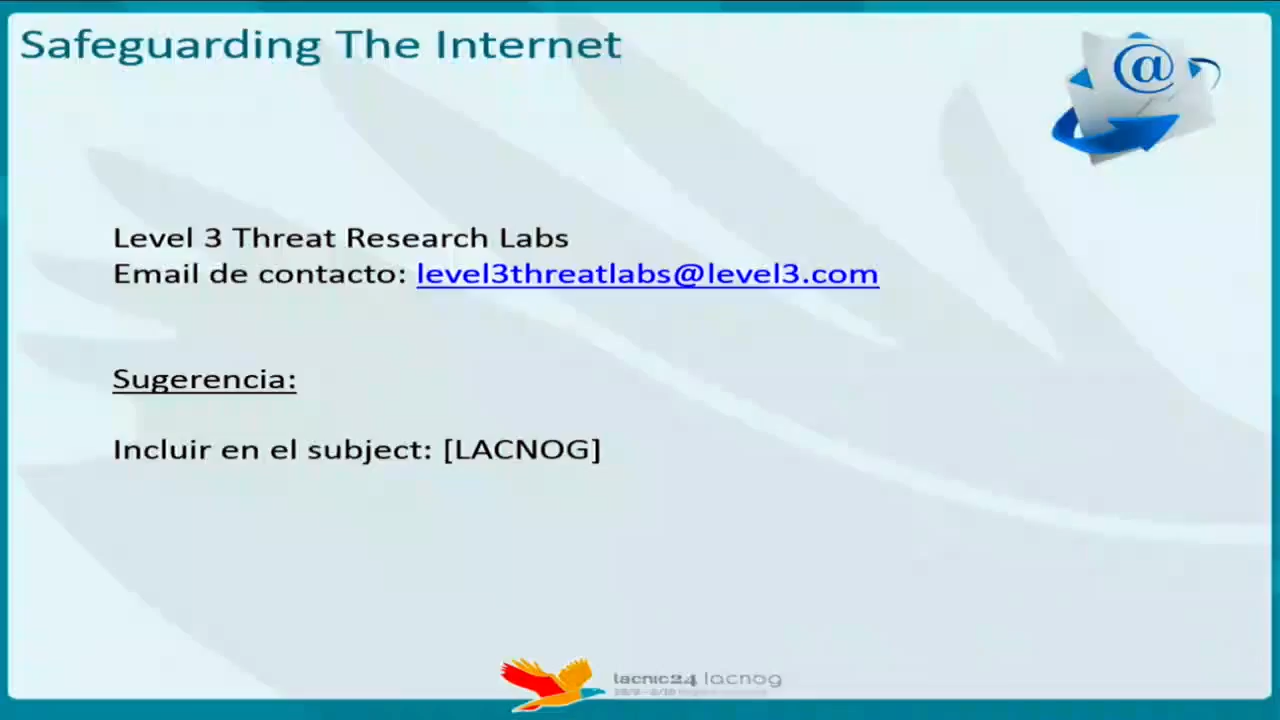 Safeguarding The Internet
@
Level 3 Threat Research Labs
Email de contacto: level3threatlabs@level3.com
Sugerencia:
Incluir en el subject: [LACNOG]
lacnic24 lacnog